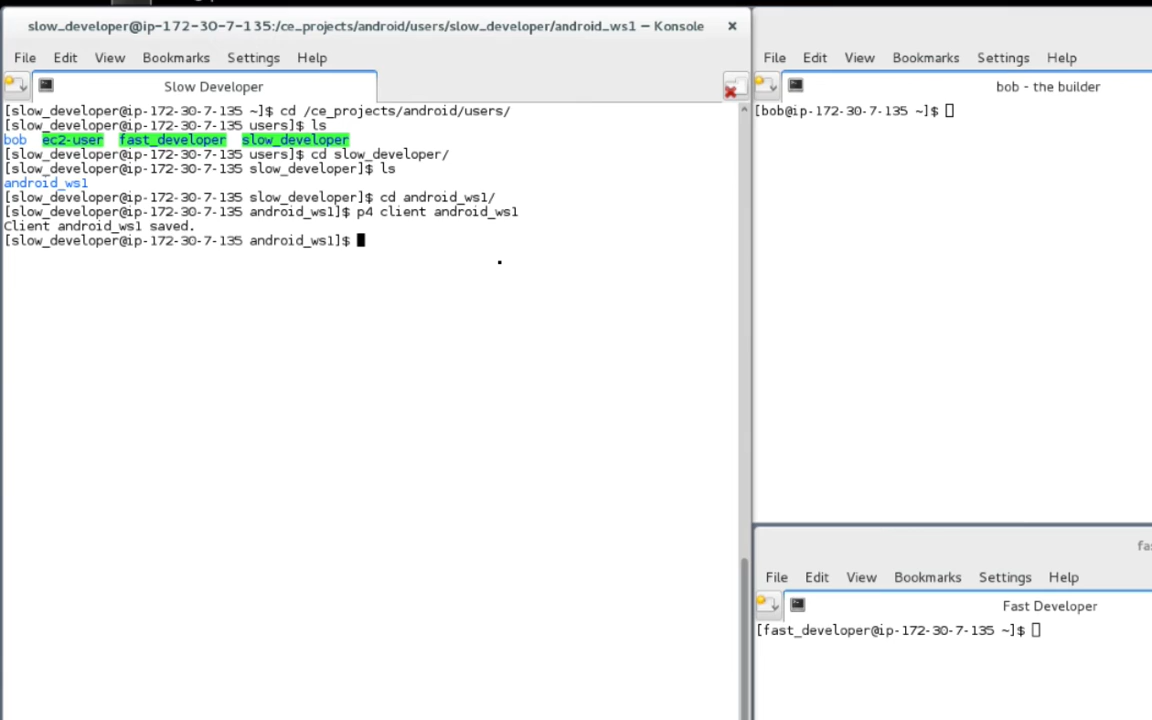 slow_developer@ip-172-30-7-135:/ce_projects/android/users/slow_developer/android_ws1 – Konsole
File Edit View Bookmarks Settings Help
Slow Developer
[slow_developer@ip-172-30-7-135 ~]$ cd /ce_projects/android/users/
[slow_developer@ip-172-30-7-135 users]$ ls
bob ec2-user fast_developer slow_developer
[slow_developer@ip-172-30-7-135 users]$ cd slow_developer/
[slow_developer@ip-172-30-7-135 slow_developer]$ ls
android_ws1
[slow_developer@ip-172-30-7-135 slow_developer]$ cd android_ws1/
[slow_developer@ip-172-30-7-135 android_ws1]$ p4 client android_ws1
Client android_ws1 saved.
[slow_developer@ip-172-30-7-135 android_ws1]$
File Edit View Bookmarks Settings Help
bob - the builder
[bob@ip-172-30-7-135 ~]$
File Edit View Bookmarks Settings Help
Fast Developer
[fast_developer@ip-172-30-7-135 ~]$